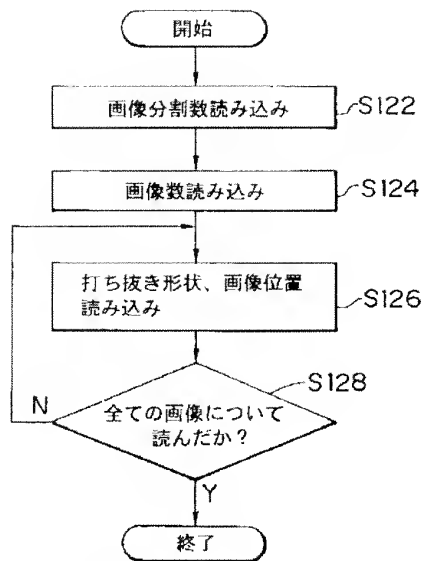 開始
画像分割数読み込み
S122
画像数読み込み
S124
打ち抜き形状、画像位置
読み込み
S126
S128
N
全ての画像について
読んだか?
Y
終了